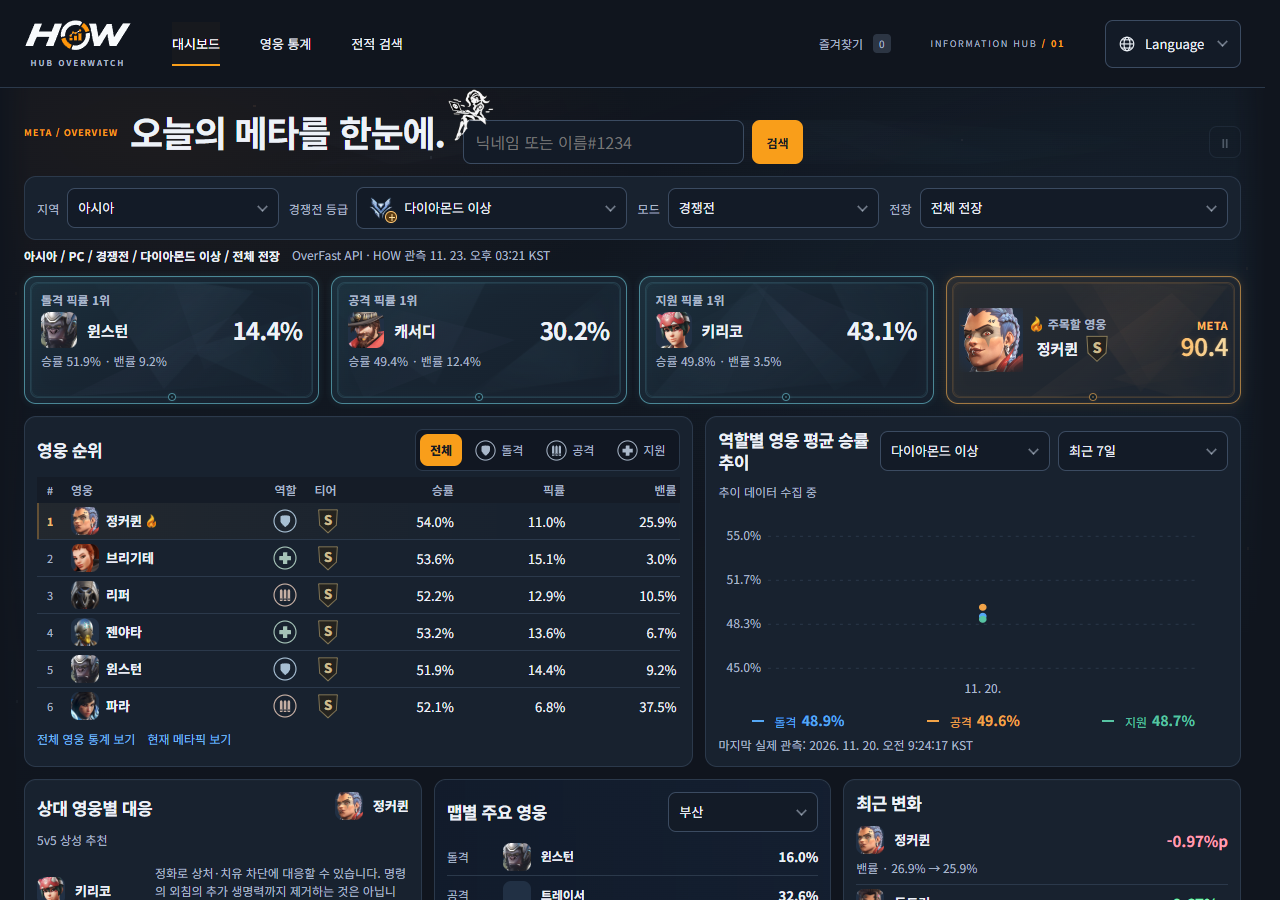 HOW
HUB OVERWATCH
대시보드
영웅 통계
전적 검색
즐겨찾기 0
INFORMATION HUB / 01
Language
META / OVERVIEW
오늘의 메타를 한눈에.
닉네임 또는 이름#1234
검색
지역
아시아
경쟁전 등급
다이아몬드 이상
모드
경쟁전
전장
전체 전장
아시아 / PC / 경쟁전 / 다이아몬드 이상 / 전체 전장
OverFast API · HOW 관측 11. 23. 오후 03:21 KST
돌격 픽률 1위
윈스턴 14.4%
승률 51.9% · 밴률 9.2%
공격 픽률 1위
캐서디 30.2%
승률 49.4% · 밴률 12.4%
지원 픽률 1위
키리코 43.1%
승률 49.8% · 밴률 3.5%
주목할 영웅
정커퀸 S
META
90.4
영웅 순위
전체 돌격 공격 지원
# 영웅 역할 티어 승률 픽률 밴률
1 정커퀸 S 54.0% 11.0% 25.9%
2 브리기테 S 53.6% 15.1% 3.0%
3 리퍼 S 52.2% 12.9% 10.5%
4 젠야타 S 53.2% 13.6% 6.7%
5 윈스턴 S 51.9% 14.4% 9.2%
6 파라 S 52.1% 6.8% 37.5%
전체 영웅 통계 보기 현재 메타픽 보기
역할별 영웅 평균 승률
추이
다이아몬드 이상
최근 7일
추이 데이터 수집 중
55.0%
51.7%
48.3%
45.0%
11. 20.
돌격 48.9%
공격 49.6%
지원 48.7%
마지막 실제 관측: 2026. 11. 20. 오전 9:24:17 KST
상대 영웅별 대응
정커퀸
5v5 상성 추천
키리코
정화로 상처·치유 차단에 대응할 수 있습니다. 명령
의 외침의 추가 생명력까지 제거하는 것은 아닙니
맵별 주요 영웅
부산
돌격 윈스턴 16.0%
공격 트레이서 32.6%
최근 변화
정커퀸 -0.97%p
밴률 · 26.9% → 25.9%